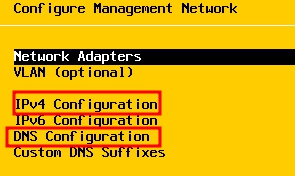 Configure Management Network
Network Adapters
VLAN (optional)
IPv4 Configuration
IPv6 Configuration
DNS Configuration
Custom DNS Suffixes